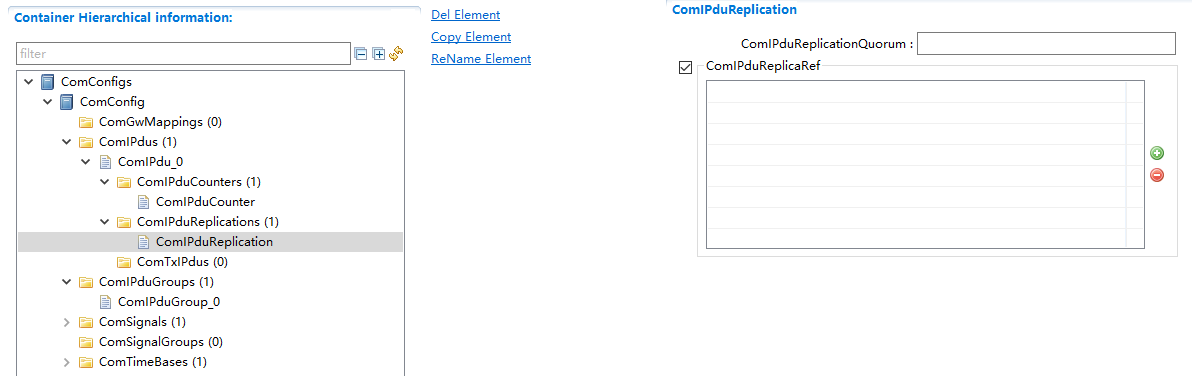 Container Hierarchical information:
filter
ComConfigs
ComConfig
ComGwMappings (0)
ComIPdus (1)
ComIPdu_0
ComIPduCounters (1)
ComIPduCounter
ComIPduReplications (1)
ComIPduReplication
ComTxIPdus (0)
ComIPduGroups (1)
ComIPduGroup_0
ComSignals (1)
ComSignalGroups (0)
ComTimeBases (1)
Del Element
Copy Element
ReName Element
ComIPduReplication
ComIPduReplicationQuorum :
ComIPduReplicaRef